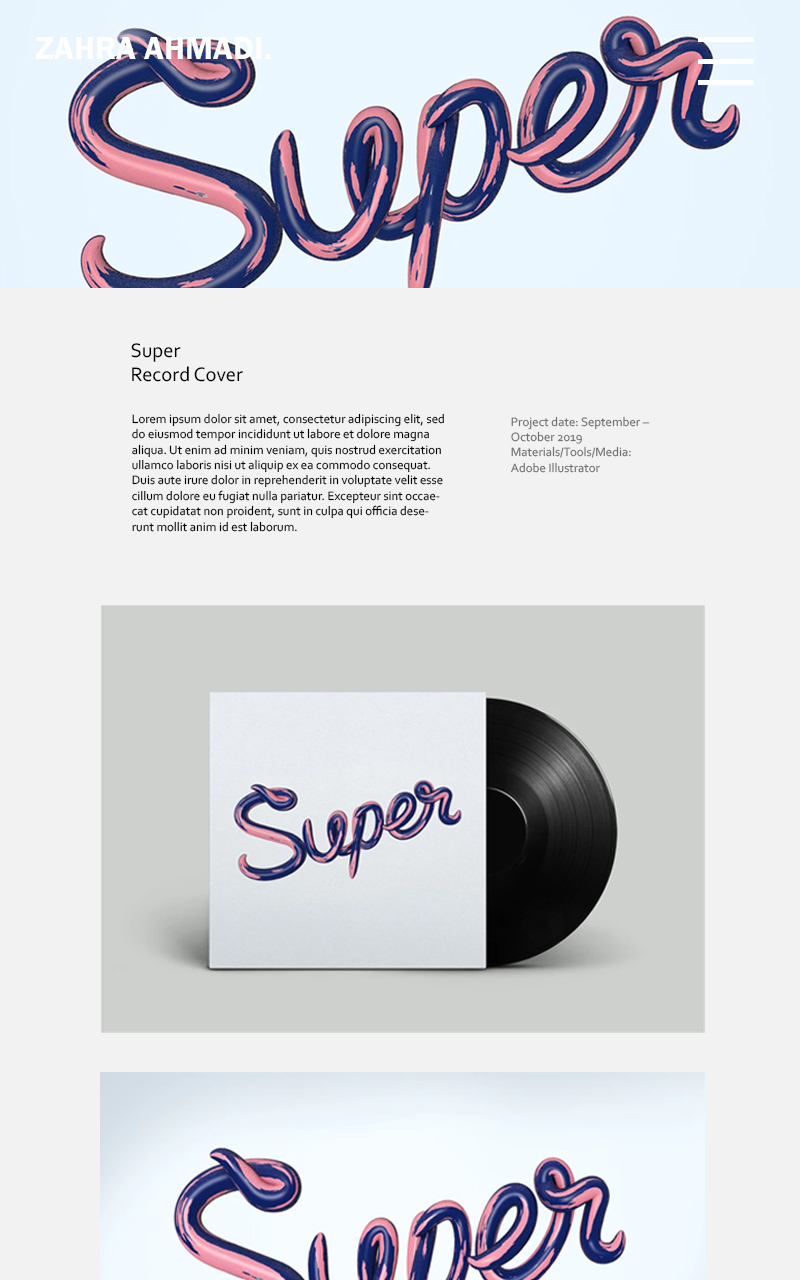 ZAHRA AHMADI.
Super
Super
Record Cover
Lorem ipsum dolor sit amet, consectetur adipiscing elit, sed
do eiusmod tempor incididunt ut labore et dolore magna
aliqua. Ut enim ad minim veniam, quis nostrud exercitation
ullamco laboris nisi ut aliquip ex ea commodo consequat.
Duis aute irure dolor in reprehenderit in voluptate velit esse
cillum dolore eu fugiat nulla pariatur. Excepteur sint occae-
cat cupidatat non proident, sunt in culpa qui officia dese-
runt mollit anim id est laborum.
Project date: September –
October 2019
Materials/Tools/Media:
Adobe Illustrator
Super
Super